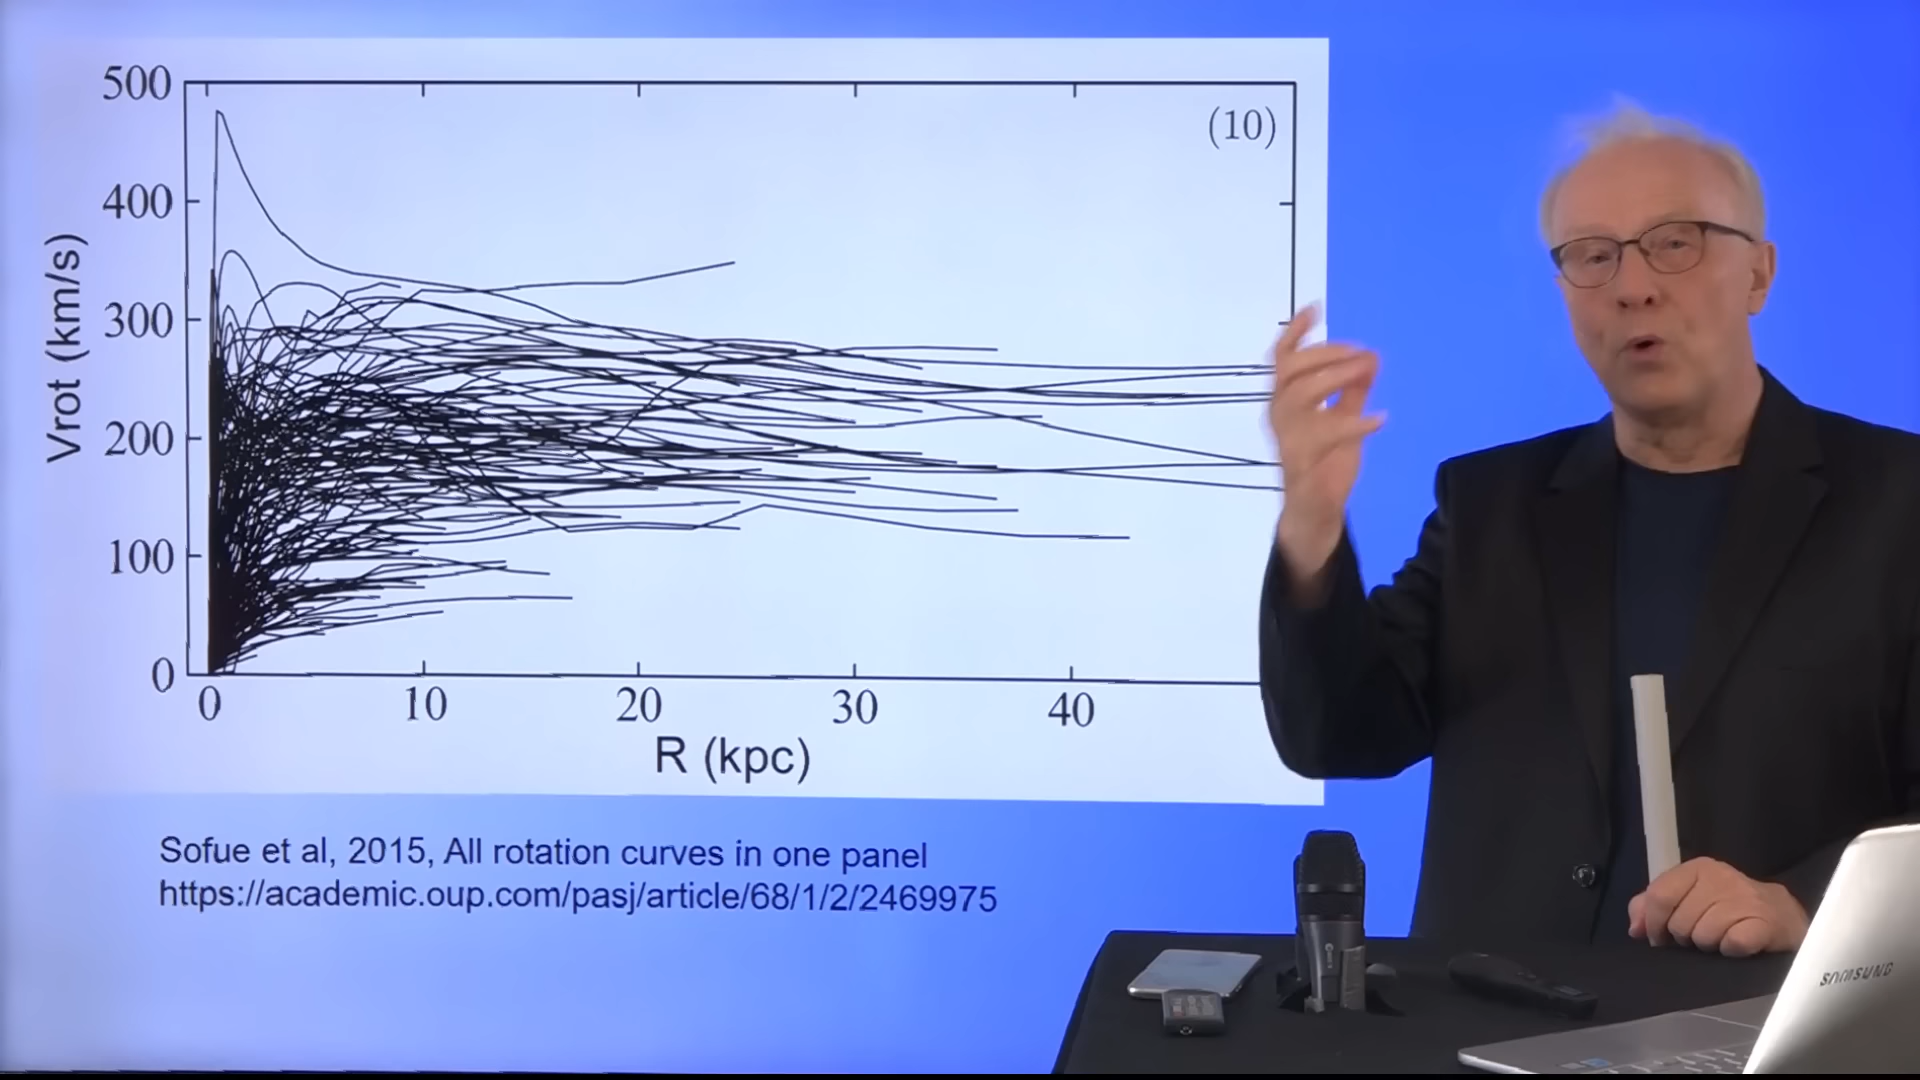 500
(10)
400
300
Vrot (km/s)
200
100
0
0 10 20 30 40
R (kpc)
Sofue et al, 2015, All rotation curves in one panel
https://academic.oup.com/pasj/article/68/1/2/2469975
SAMSUNG